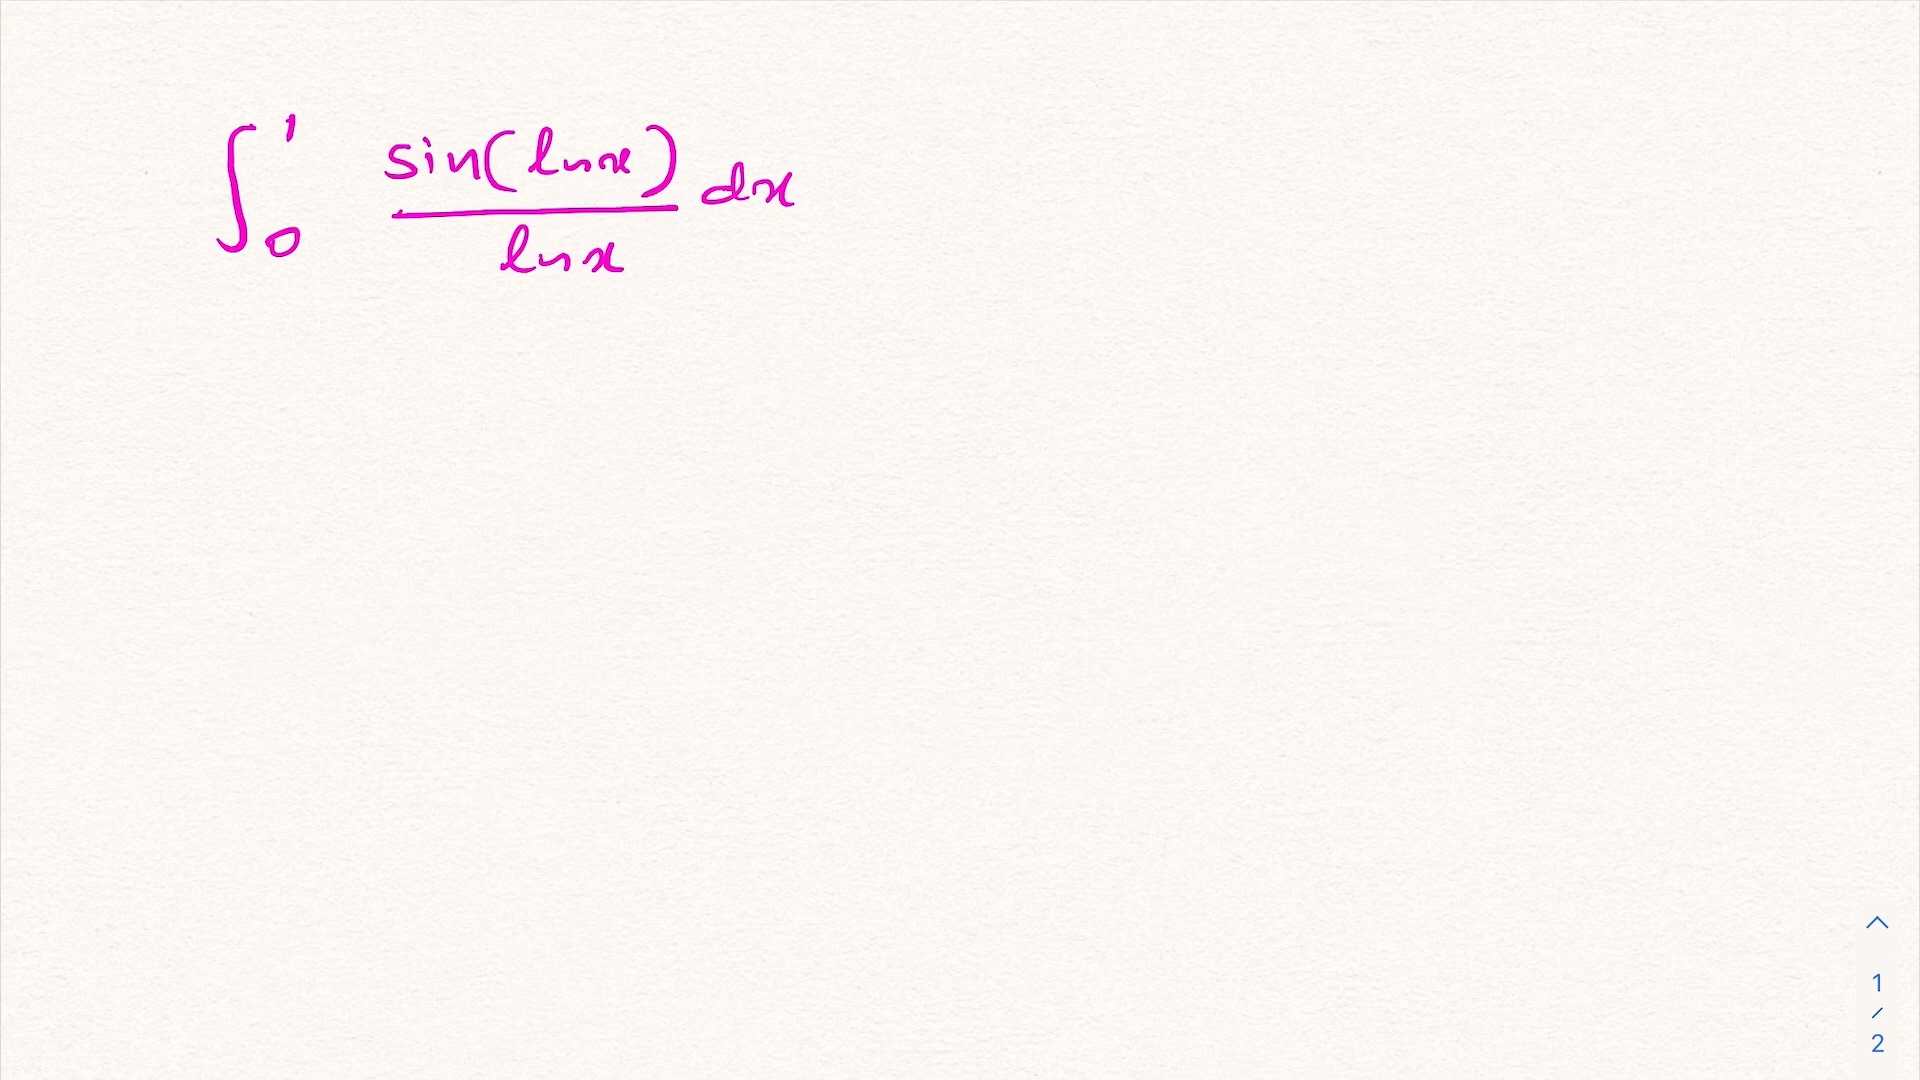 ∫₀¹ sin(ln x) / ln x dx
1
/
2